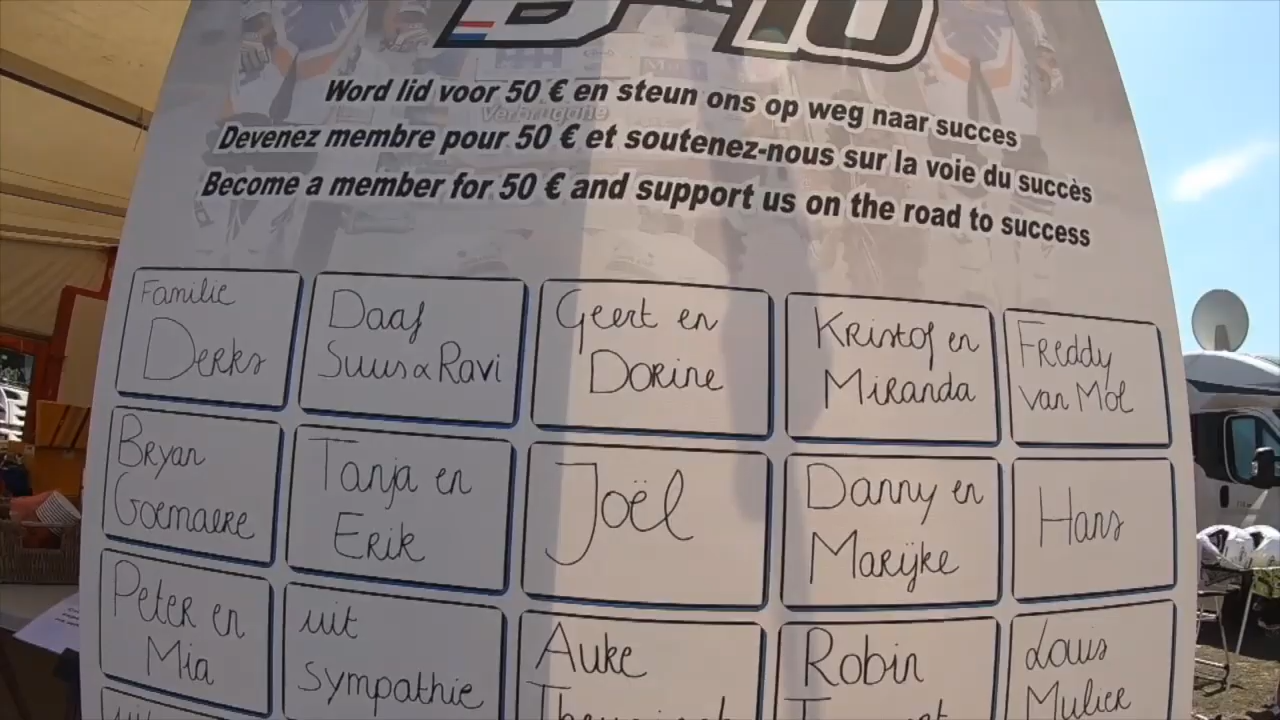 Word lid voor 50 € en steun ons op weg naar succes
Devenez membre pour 50 € et soutenez-nous sur la voie du succès
Become a member for 50 € and support us on the road to success
Familie
Derks
Daaf
Suus & Ravi
Geert en
Dorine
Kristof en
Miranda
Freddy
van Mol
Bryan
Goemaere
Tanja en
Erik
Joël
Danny en
Marijke
Hans
Peter en
Mia
uit
sympathie
Auke
Robin
Louis
Mulier
uit